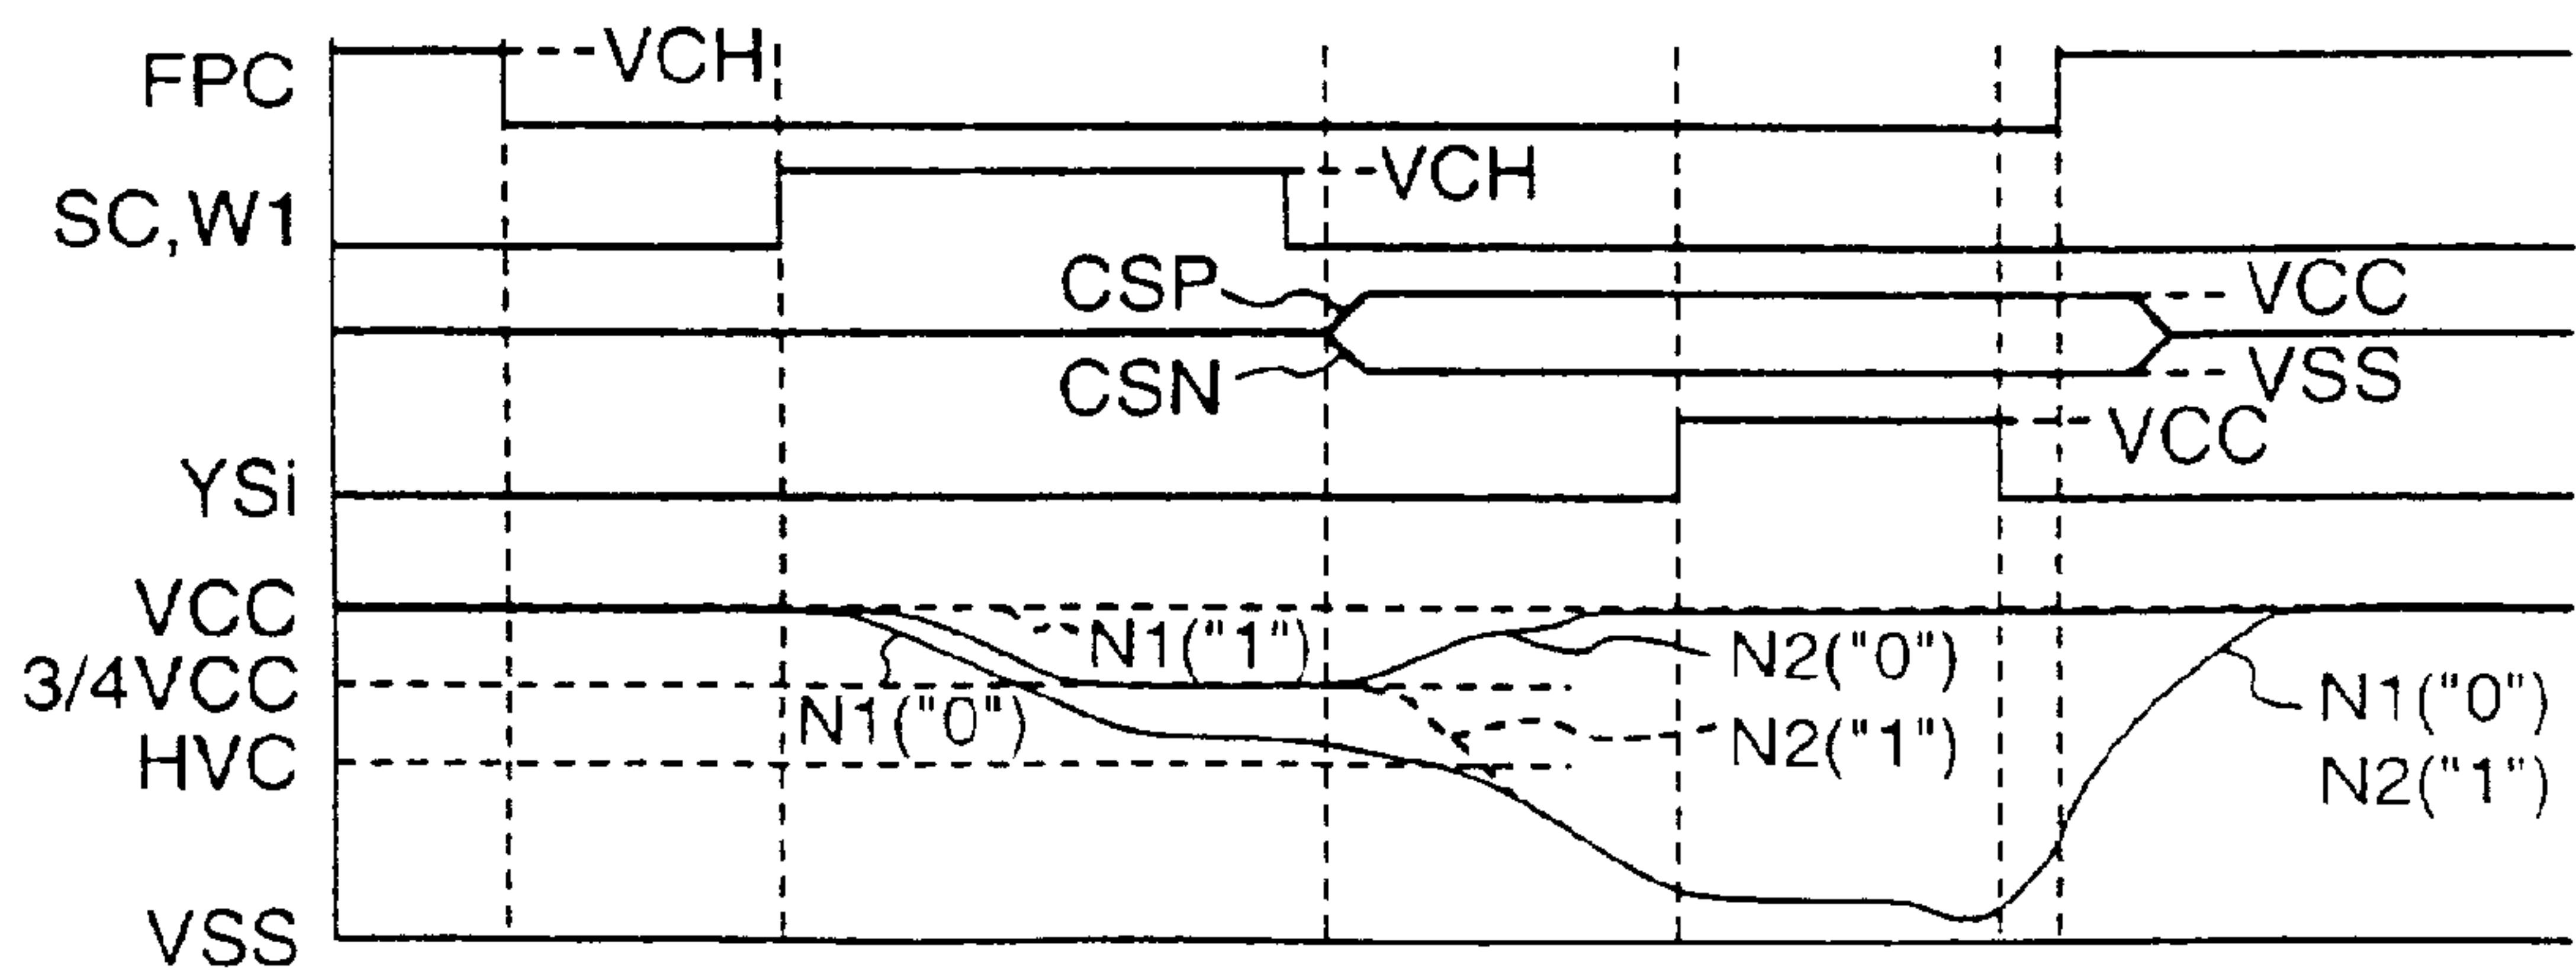 FPC
VCH
SC,W1
VCH
CSP
VCC
CSN
VSS
YSi
VCC
VCC
N1("1")
N2("0")
3/4VCC
N1("0")
N2("1")
N1("0")
HVC
N2("1")
VSS